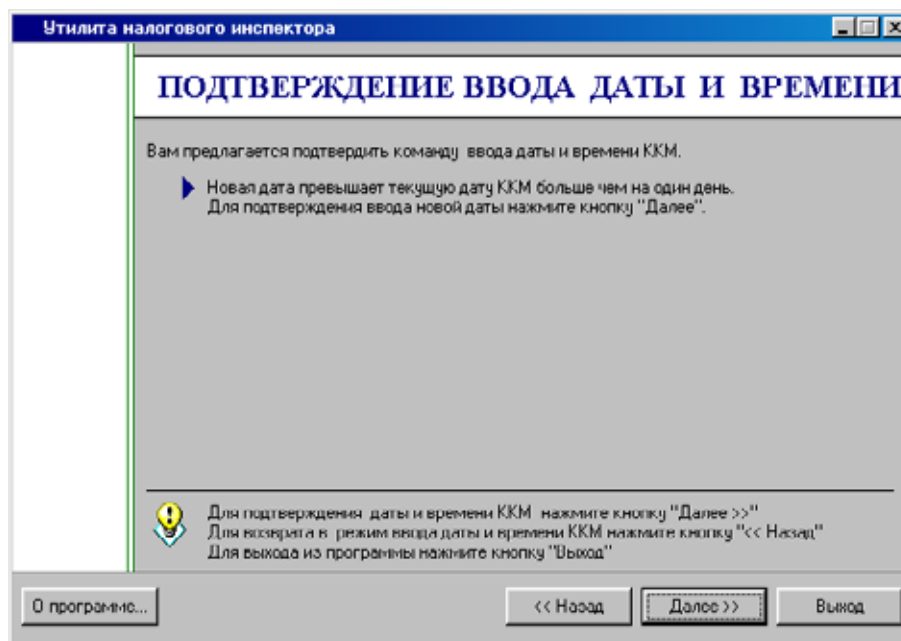 Утилита налогового инспектора
ПОДТВЕРЖДЕНИЕ ВВОДА ДАТЫ И ВРЕМЕНИ
Вам предлагается подтвердить команду ввода даты и времени ККМ.
Новая дата превышает текущую дату ККМ больше чем на один день.
Для подтверждения ввода новой даты нажмите кнопку "Далее".
Для подтверждения даты и времени ККМ нажмите кнопку "Далее >>"
Для возврата в режим ввода даты и времени ККМ нажмите кнопку "<< Назад"
Для выхода из программы нажмите кнопку "Выход"
О программе...
<< Назад
Далее >>
Выход